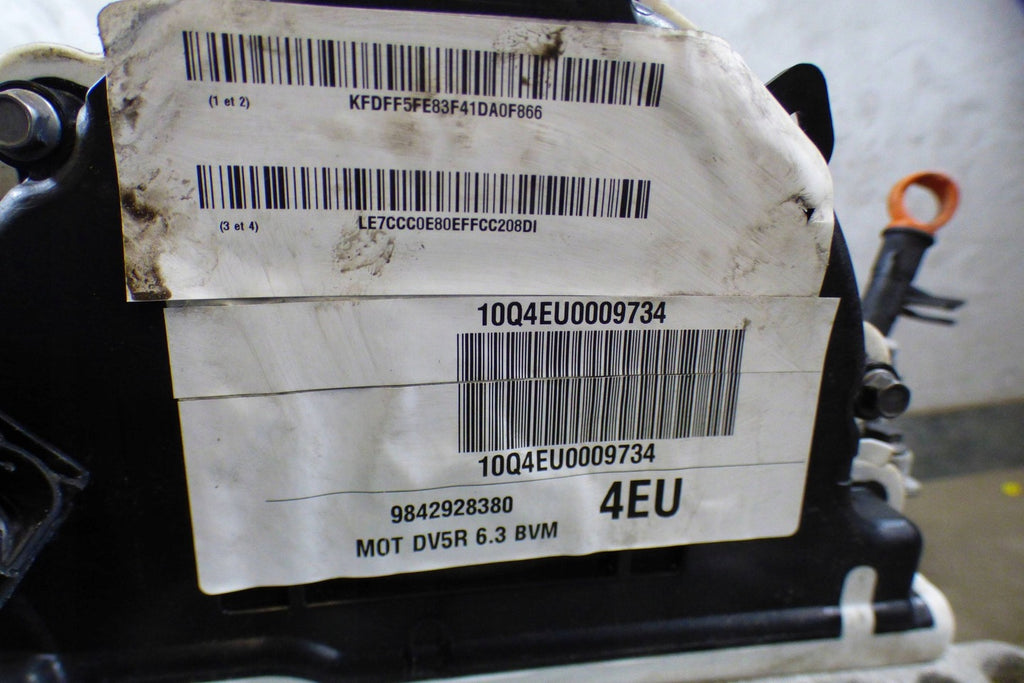 (1 et 2) KFDFF5FE83F41DA0F866
(3 et 4) LE7CCC0E80EFFCC208DI
10Q4EU0009734
10Q4EU0009734
9842928380 4EU
MOT DV5R 6.3 BVM